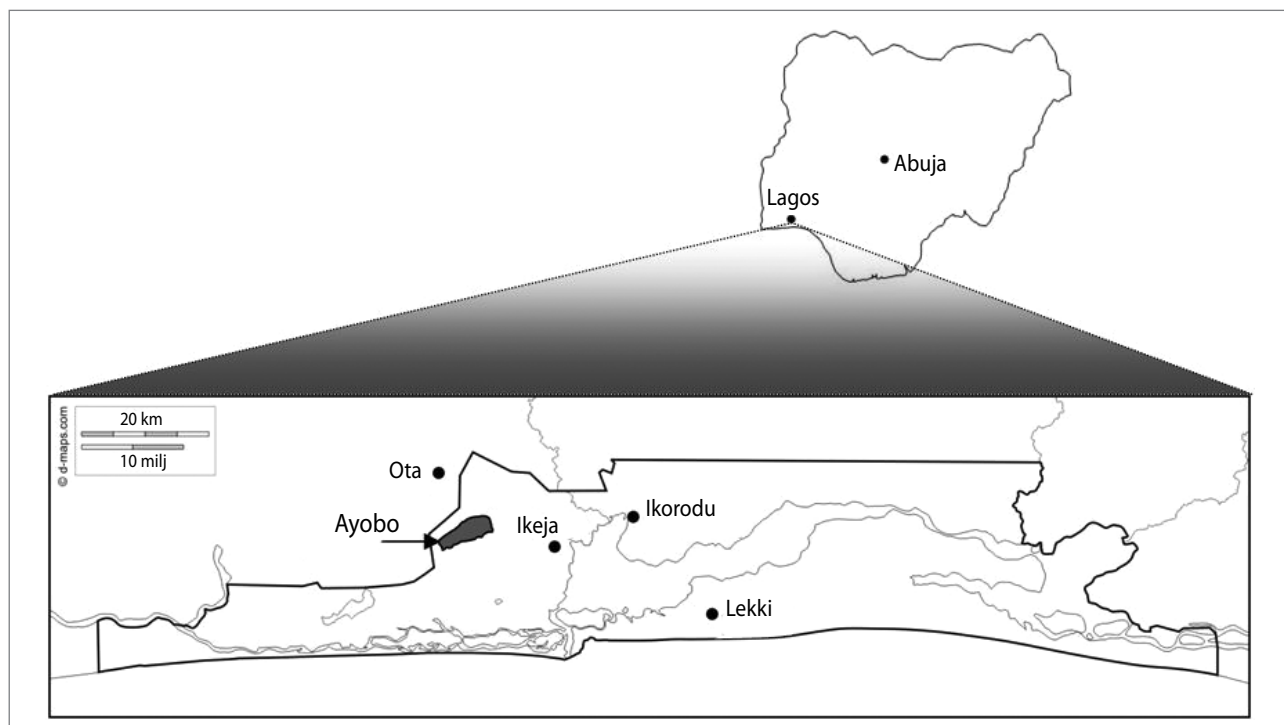 Abuja
Lagos
© d-maps.com
20 km
10 milj
Ota
Ayobo
Ikeja
Ikorodu
Lekki